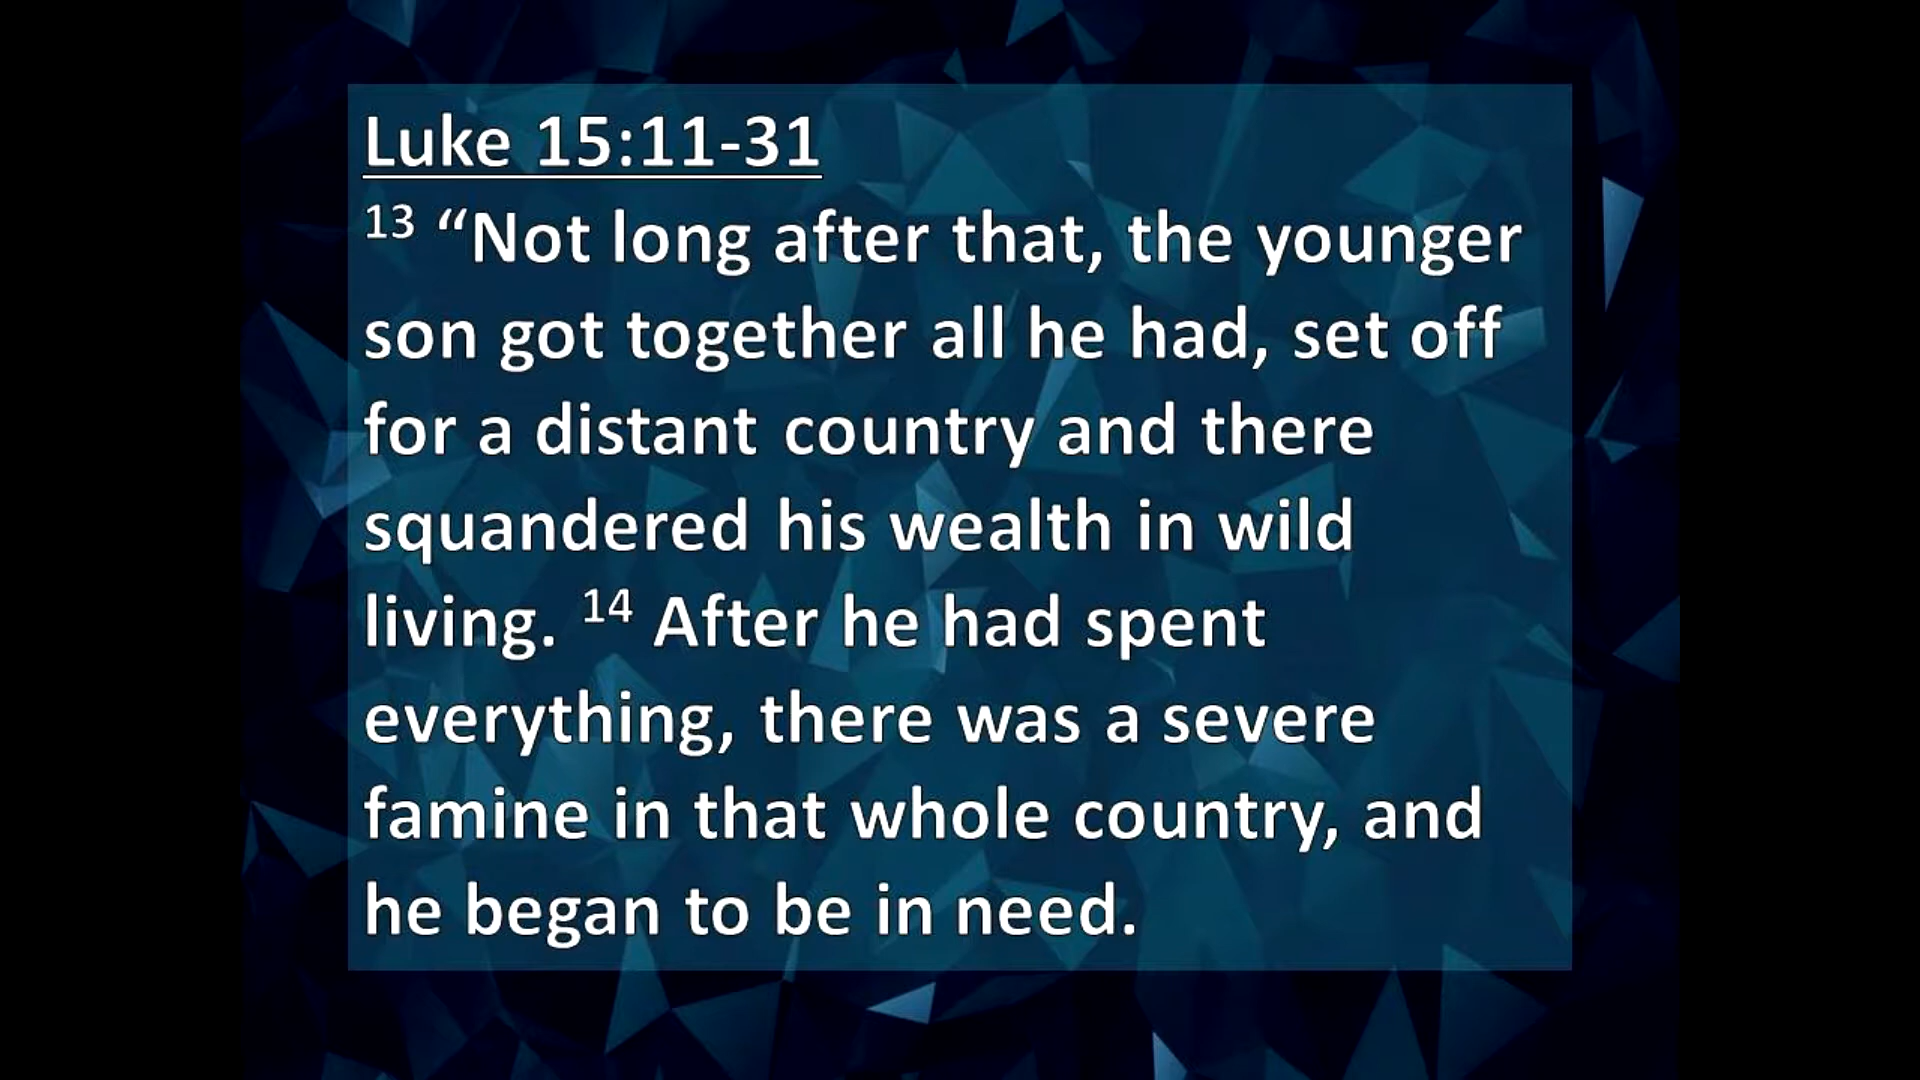 Luke 15:11-31
13 “Not long after that, the younger
son got together all he had, set off
for a distant country and there
squandered his wealth in wild
living. 14 After he had spent
everything, there was a severe
famine in that whole country, and
he began to be in need.